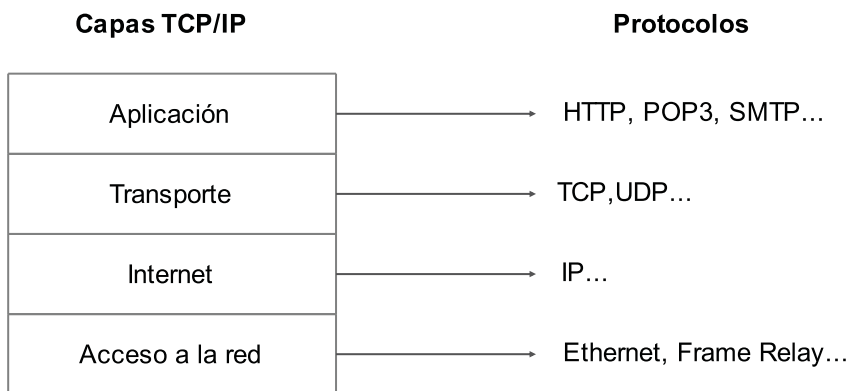 Capas TCP/IP
Protocolos
Aplicación
HTTP, POP3, SMTP...
Transporte
TCP,UDP...
Internet
IP...
Acceso a la red
Ethernet, Frame Relay...